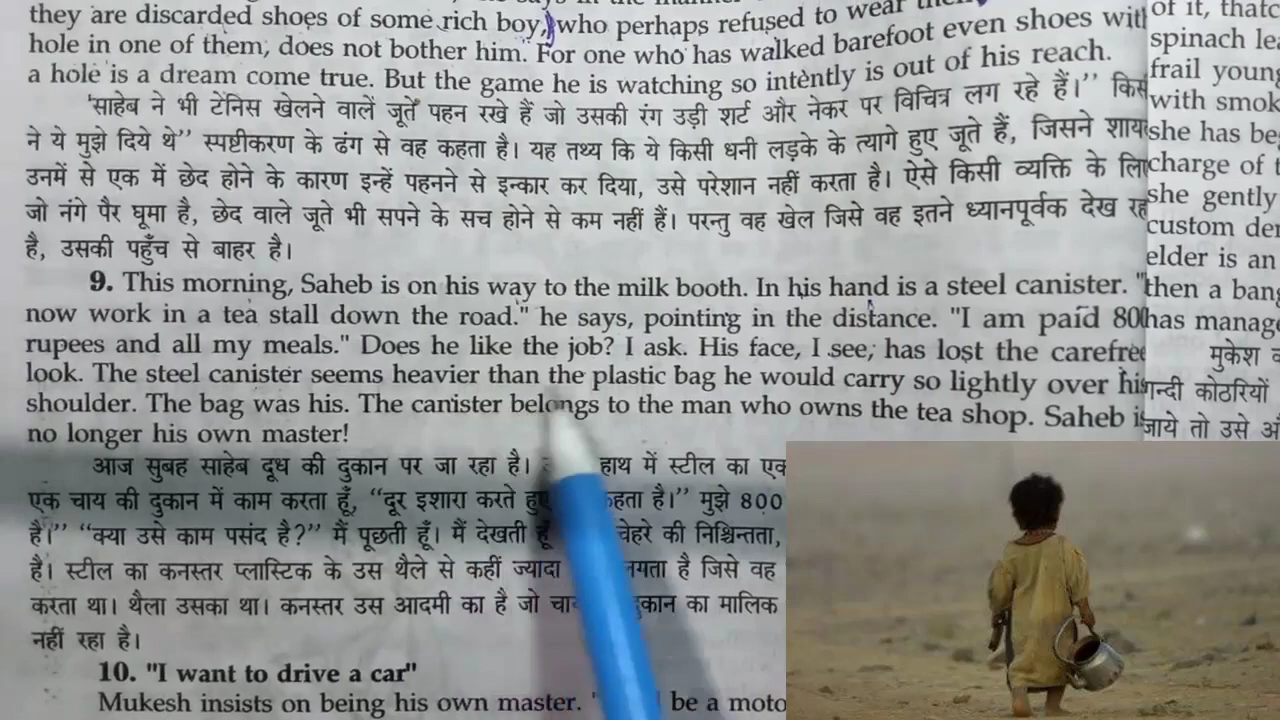 they are discarded shoes of some rich boy, who perhaps refused to wear
hole in one of them, does not bother him. For one who has walked barefoot even shoes with
a hole is a dream come true. But the game he is watching so intently is out of his reach.
'साहेब ने भी टेनिस खेलने वालें जूते पहन रखे हैं जो उसकी रंग उड़ी शर्ट और नेकर पर विचित्र लग रहे हैं।''
ने ये मुझे दिये थे'' स्पष्टीकरण के ढंग से वह कहता है। यह तथ्य कि ये किसी धनी लड़के के त्यागे हुए जूते हैं, जिसने
उनमें से एक में छेद होने के कारण इन्हें पहनने से इन्कार कर दिया, उसे परेशान नहीं करता है। ऐसे किसी व्यक्ति के
जो नंगे पैर घूमा है, छेद वाले जूते भी सपने के सच होने से कम नहीं हैं। परन्तु वह खेल जिसे वह इतने ध्यानपूर्वक देख
है, उसकी पहुँच से बाहर है।
9. This morning, Saheb is on his way to the milk booth. In his hand is a steel canister. "
now work in a tea stall down the road." he says, pointing in the distance. "I am paid 800
rupees and all my meals." Does he like the job? I ask. His face, I see, has lost the carefree
look. The steel canister seems heavier than the plastic bag he would carry so lightly over his
shoulder. The bag was his. The canister belongs to the man who owns the tea shop. Saheb is
no longer his own master!
आज सुबह साहेब दूध की दुकान पर जा रहा है। हाथ में स्टील का
एक चाय की दुकान में काम करता हूँ, ''दूर इशारा करते हुए कहता है।'' मुझे 800
है।'' ''क्या उसे काम पसंद है?'' मैं पूछती हूँ। मैं देखती हूँ चेहरे की निश्चिन्तता,
है। स्टील का कनस्तर प्लास्टिक के उस थैले से कहीं ज्यादा लगता है जिसे वह
करता था। थैला उसका था। कनस्तर उस आदमी का है जो दुकान का मालिक
नहीं रहा है।
10. "I want to drive a car"
Mukesh insists on being his own master. be a
of it,
spinach
frail
with
she has
charge of
she gently
custom
elder is an
then a
has
मुकेश
गन्दी कोठरियों
जाये तो उसे